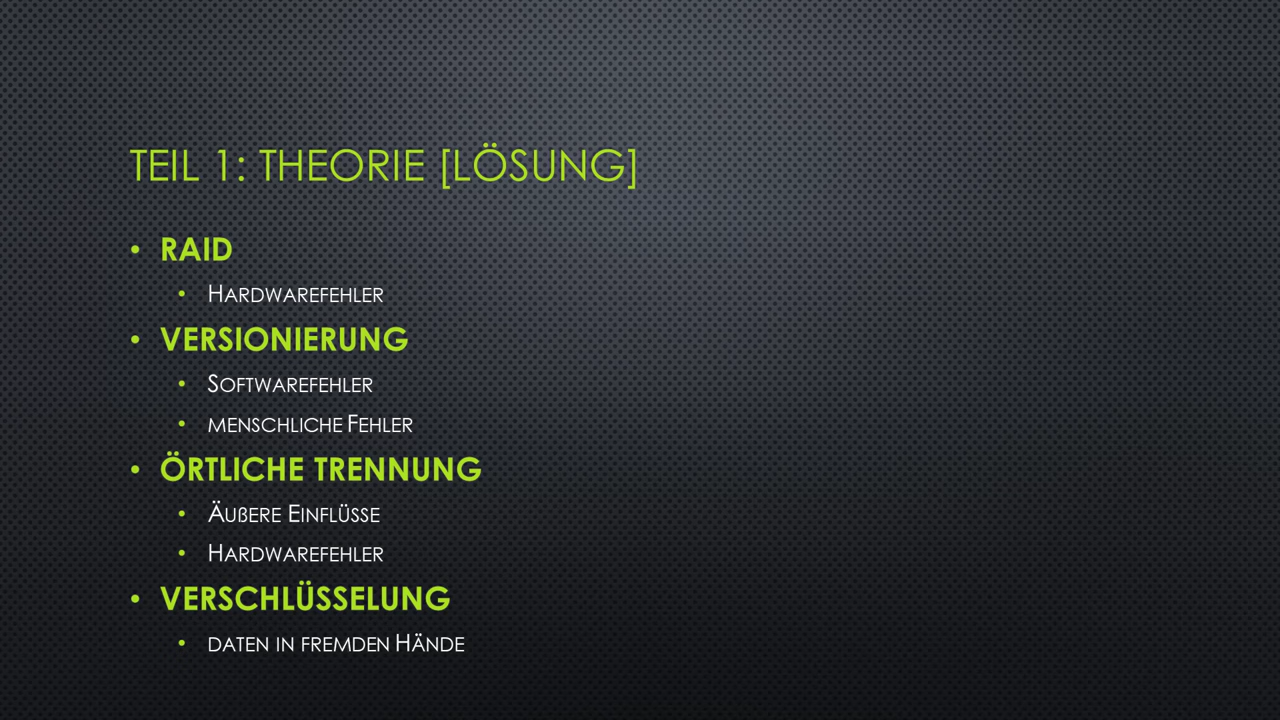 TEIL 1: THEORIE [LÖSUNG]
• RAID
• HARDWAREFEHLER
• VERSIONIERUNG
• SOFTWAREFEHLER
• MENSCHLICHE FEHLER
• ÖRTLICHE TRENNUNG
• ÄUßERE EINFLÜSSE
• HARDWAREFEHLER
• VERSCHLÜSSELUNG
• DATEN IN FREMDEN HÄNDE